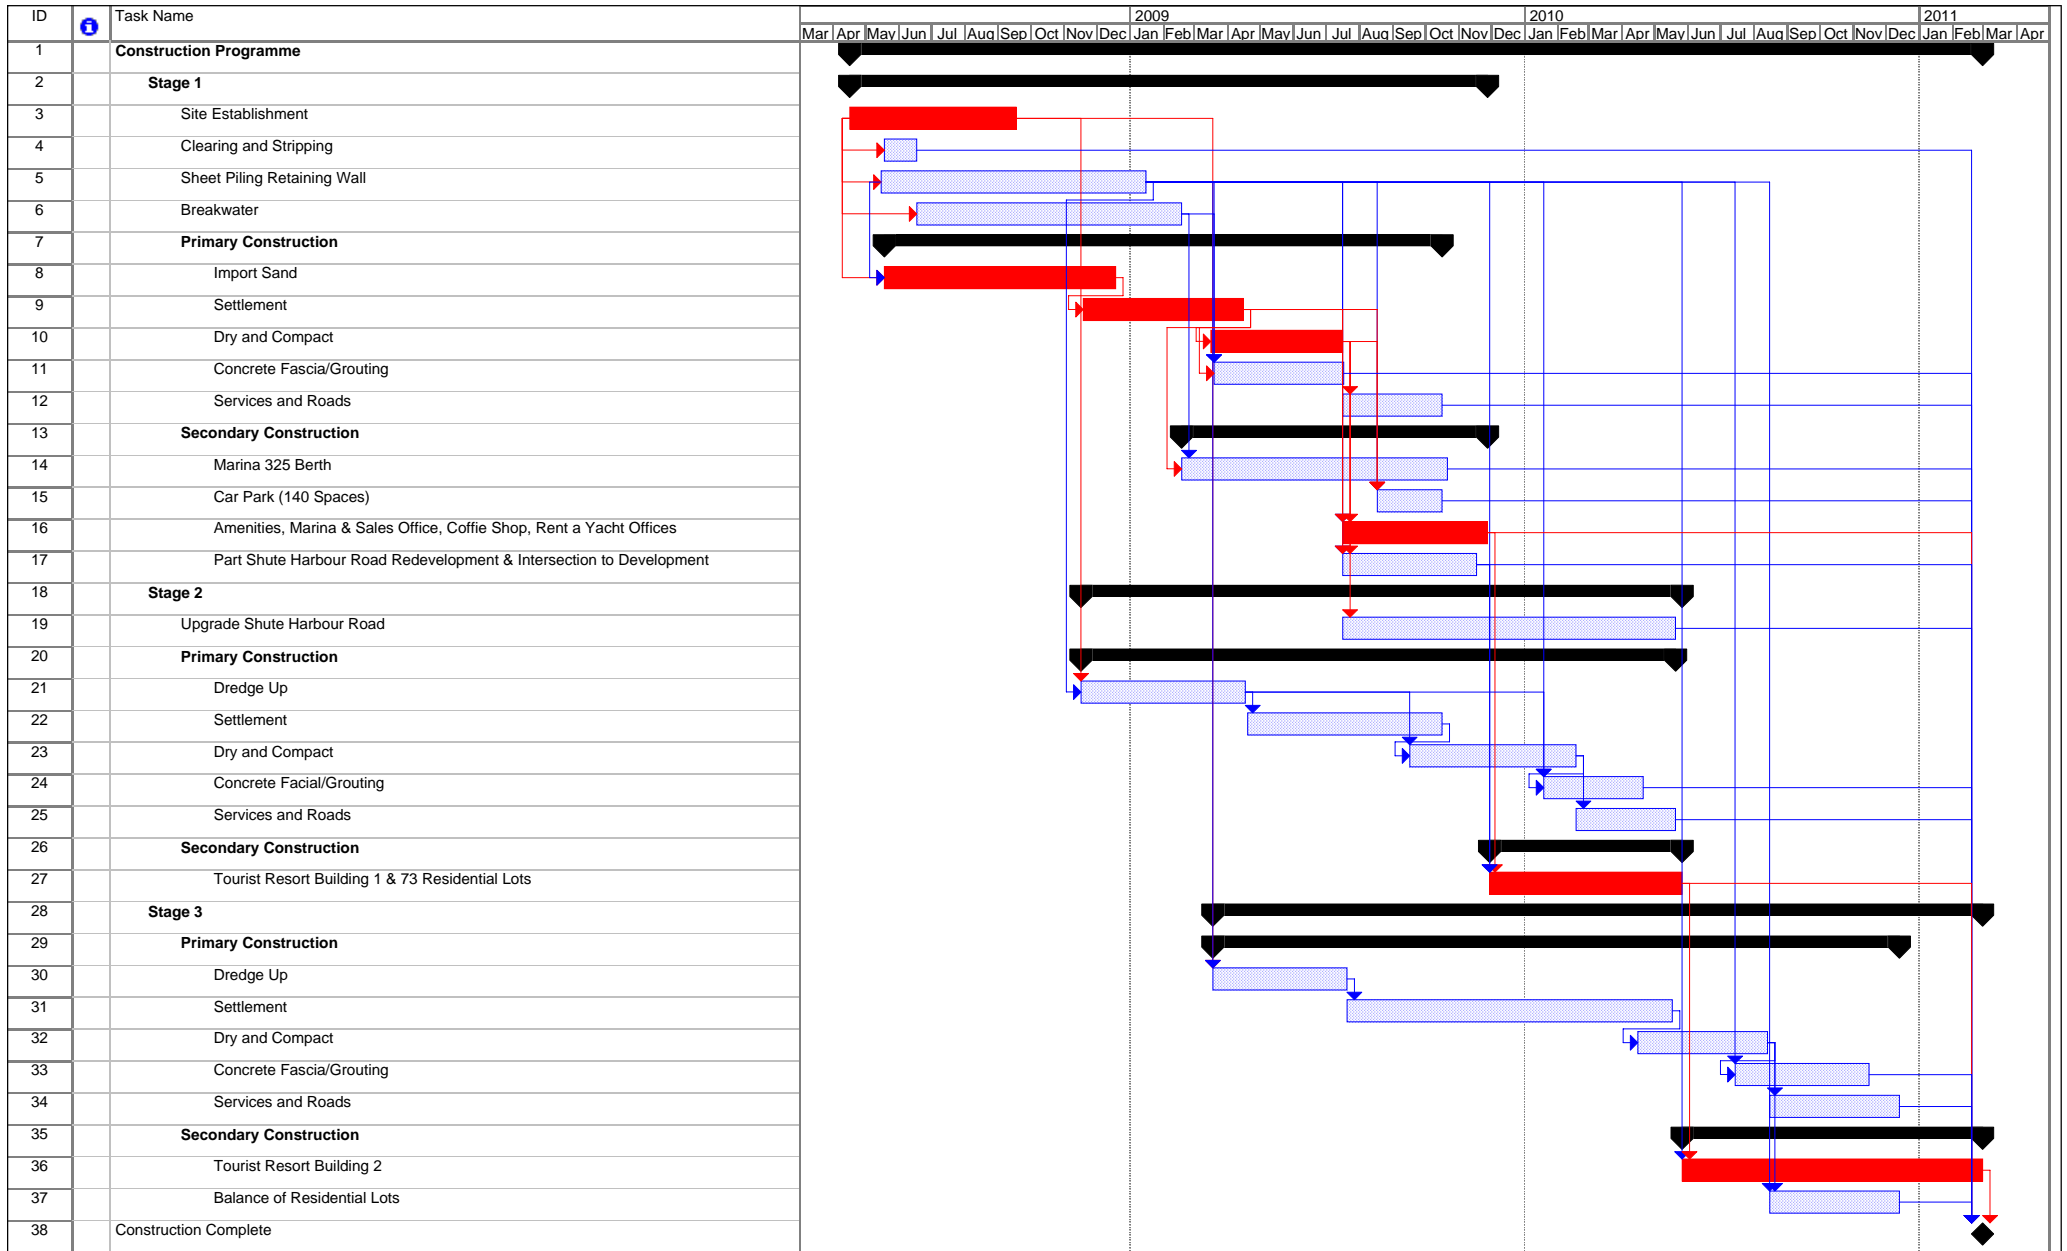 ID Task Name 2009 2010 2011
Mar Apr May Jun Jul Aug Sep Oct Nov Dec Jan Feb Mar Apr May Jun Jul Aug Sep Oct Nov Dec Jan Feb Mar Apr May Jun Jul Aug Sep Oct Nov Dec Jan Feb Mar Apr
1 Construction Programme
2 Stage 1
3 Site Establishment
4 Clearing and Stripping
5 Sheet Piling Retaining Wall
6 Breakwater
7 Primary Construction
8 Import Sand
9 Settlement
10 Dry and Compact
11 Concrete Fascia/Grouting
12 Services and Roads
13 Secondary Construction
14 Marina 325 Berth
15 Car Park (140 Spaces)
16 Amenities, Marina & Sales Office, Coffie Shop, Rent a Yacht Offices
17 Part Shute Harbour Road Redevelopment & Intersection to Development
18 Stage 2
19 Upgrade Shute Harbour Road
20 Primary Construction
21 Dredge Up
22 Settlement
23 Dry and Compact
24 Concrete Facial/Grouting
25 Services and Roads
26 Secondary Construction
27 Tourist Resort Building 1 & 73 Residential Lots
28 Stage 3
29 Primary Construction
30 Dredge Up
31 Settlement
32 Dry and Compact
33 Concrete Fascia/Grouting
34 Services and Roads
35 Secondary Construction
36 Tourist Resort Building 2
37 Balance of Residential Lots
38 Construction Complete